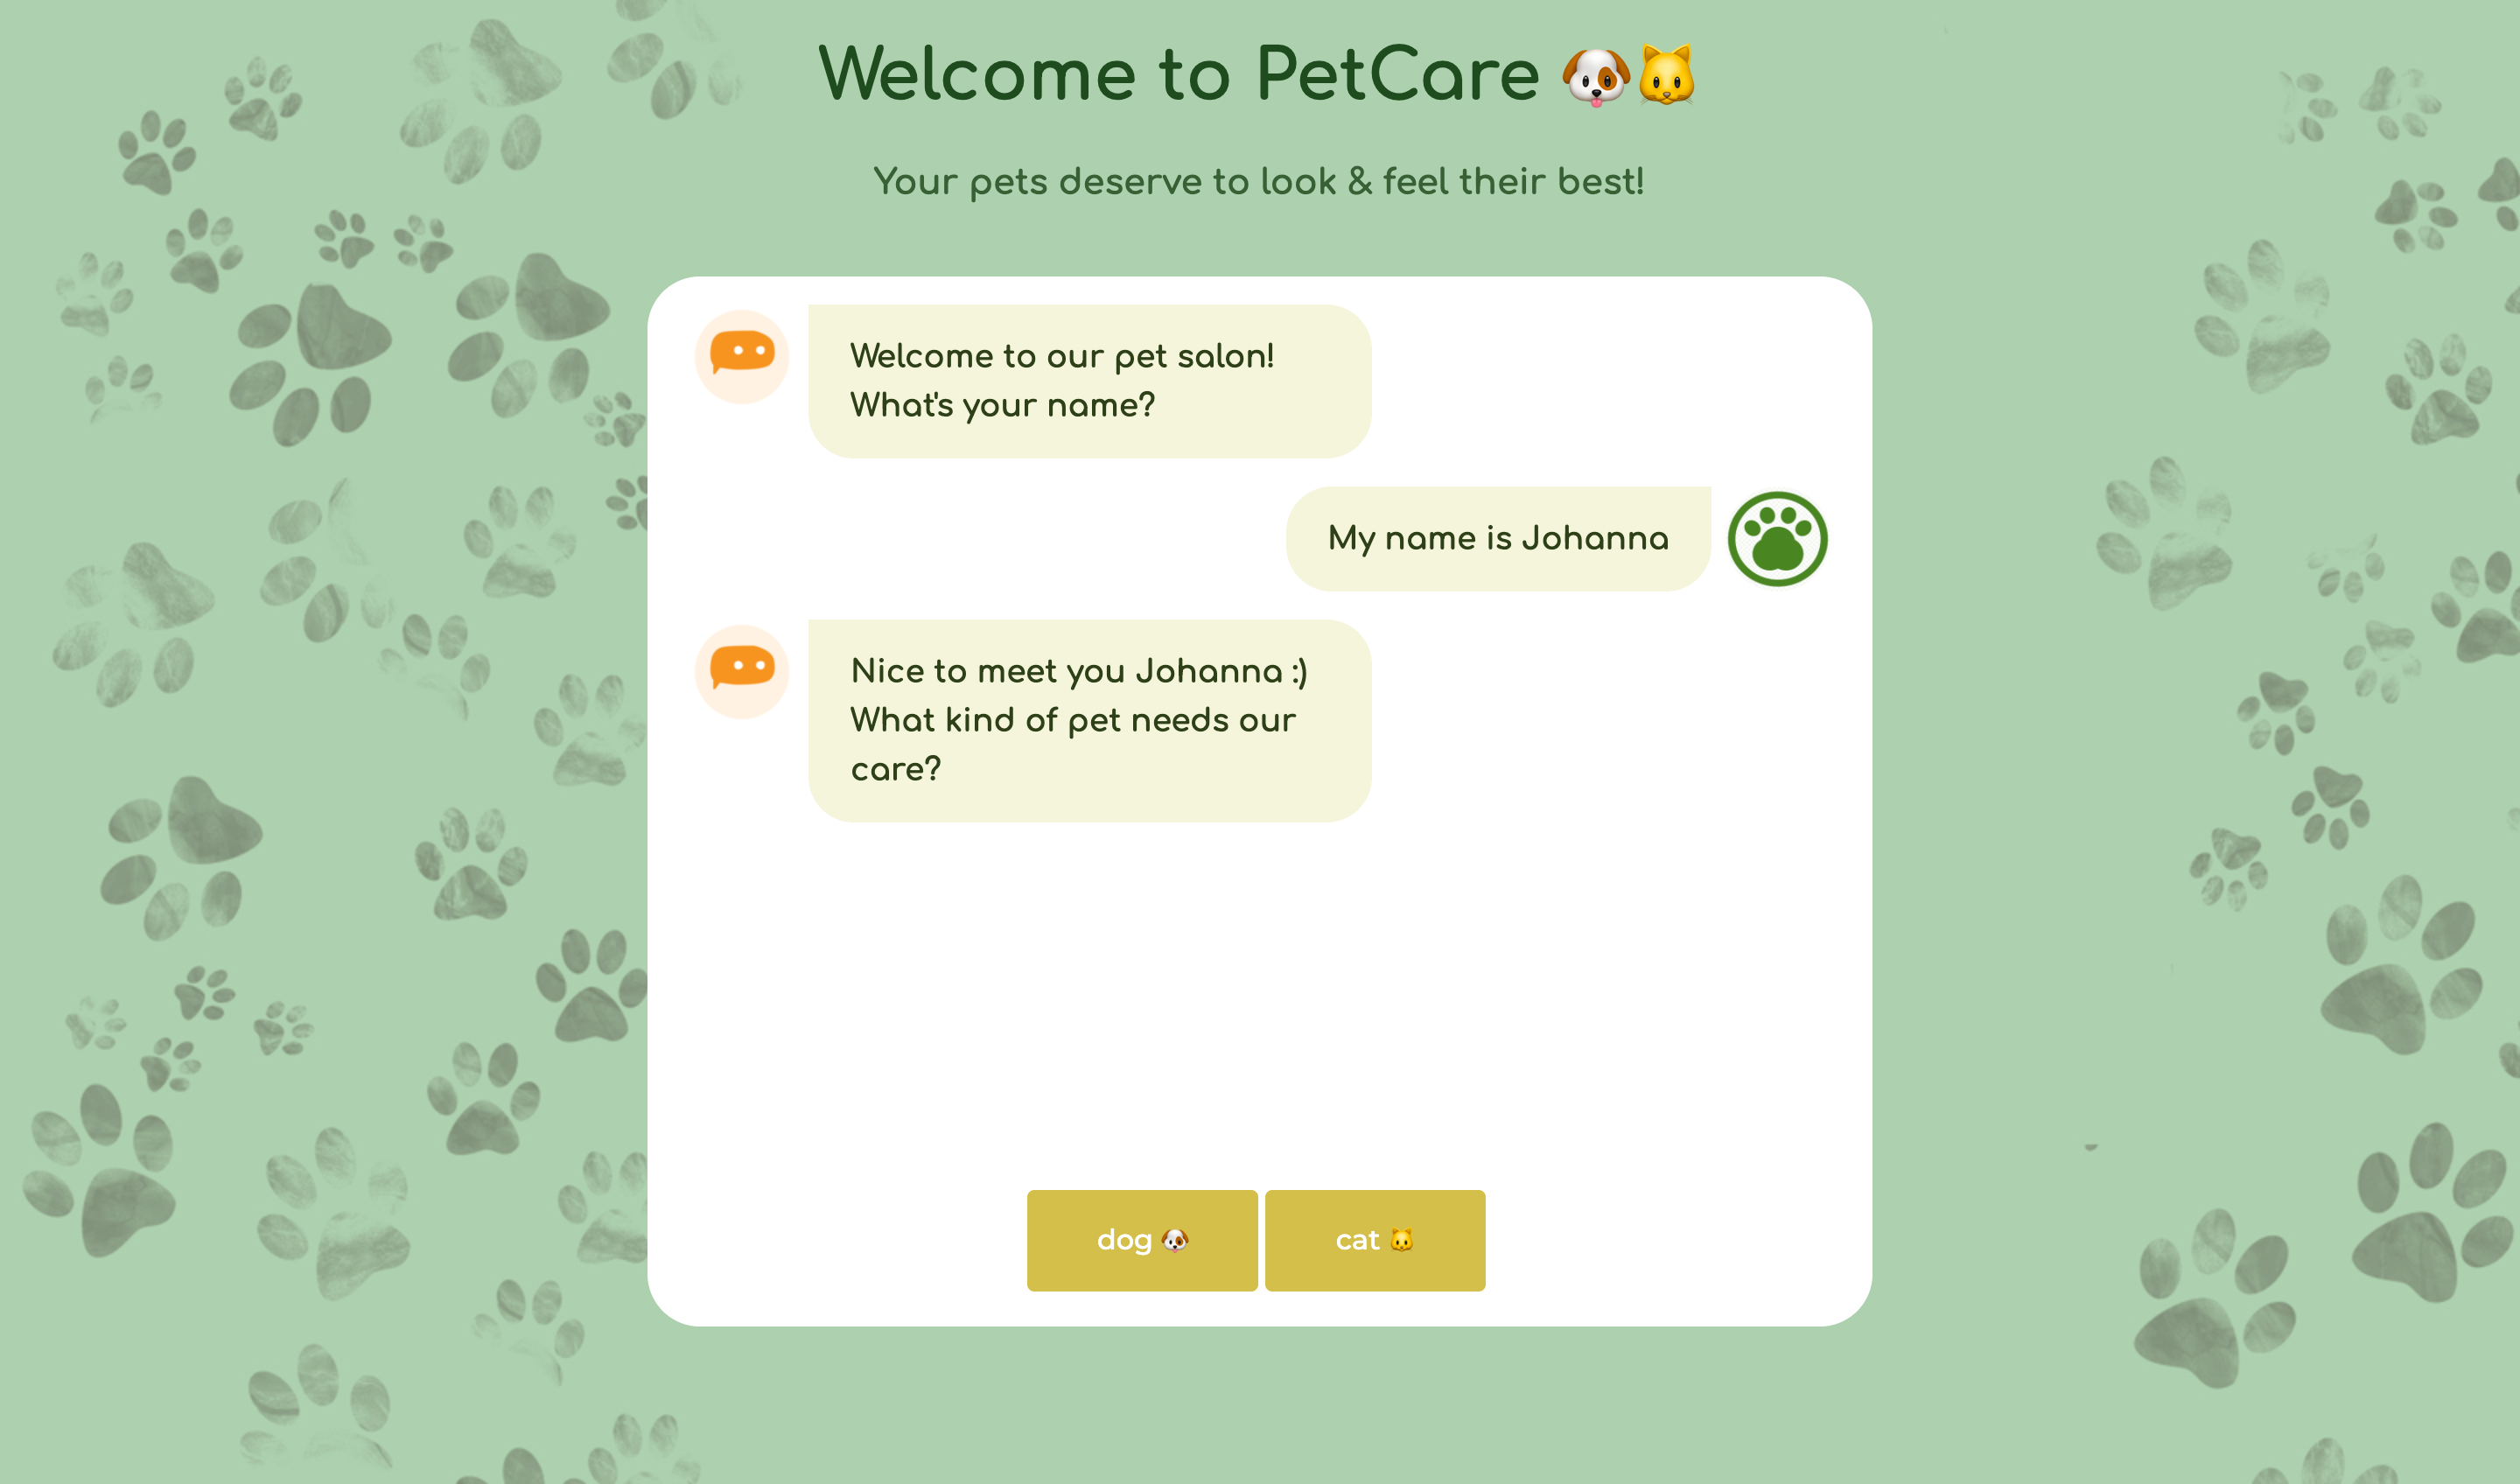 Welcome to PetCare 🐶🐱
Your pets deserve to look & feel their best!
Welcome to our pet salon!
What's your name?
My name is Johanna
Nice to meet you Johanna :)
What kind of pet needs our
care?
dog 🐶
cat 🐱